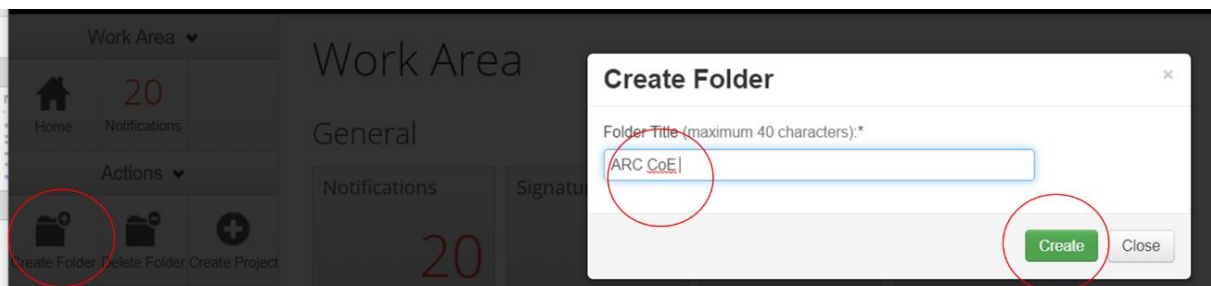 Work Area
Home
20
Notifications
Actions
Create Folder
Delete Folder
Create Project
Work Area
General
Notifications
20
Signatu
Create Folder
×
Folder Title (maximum 40 characters):*
ARC CoE
Create
Close